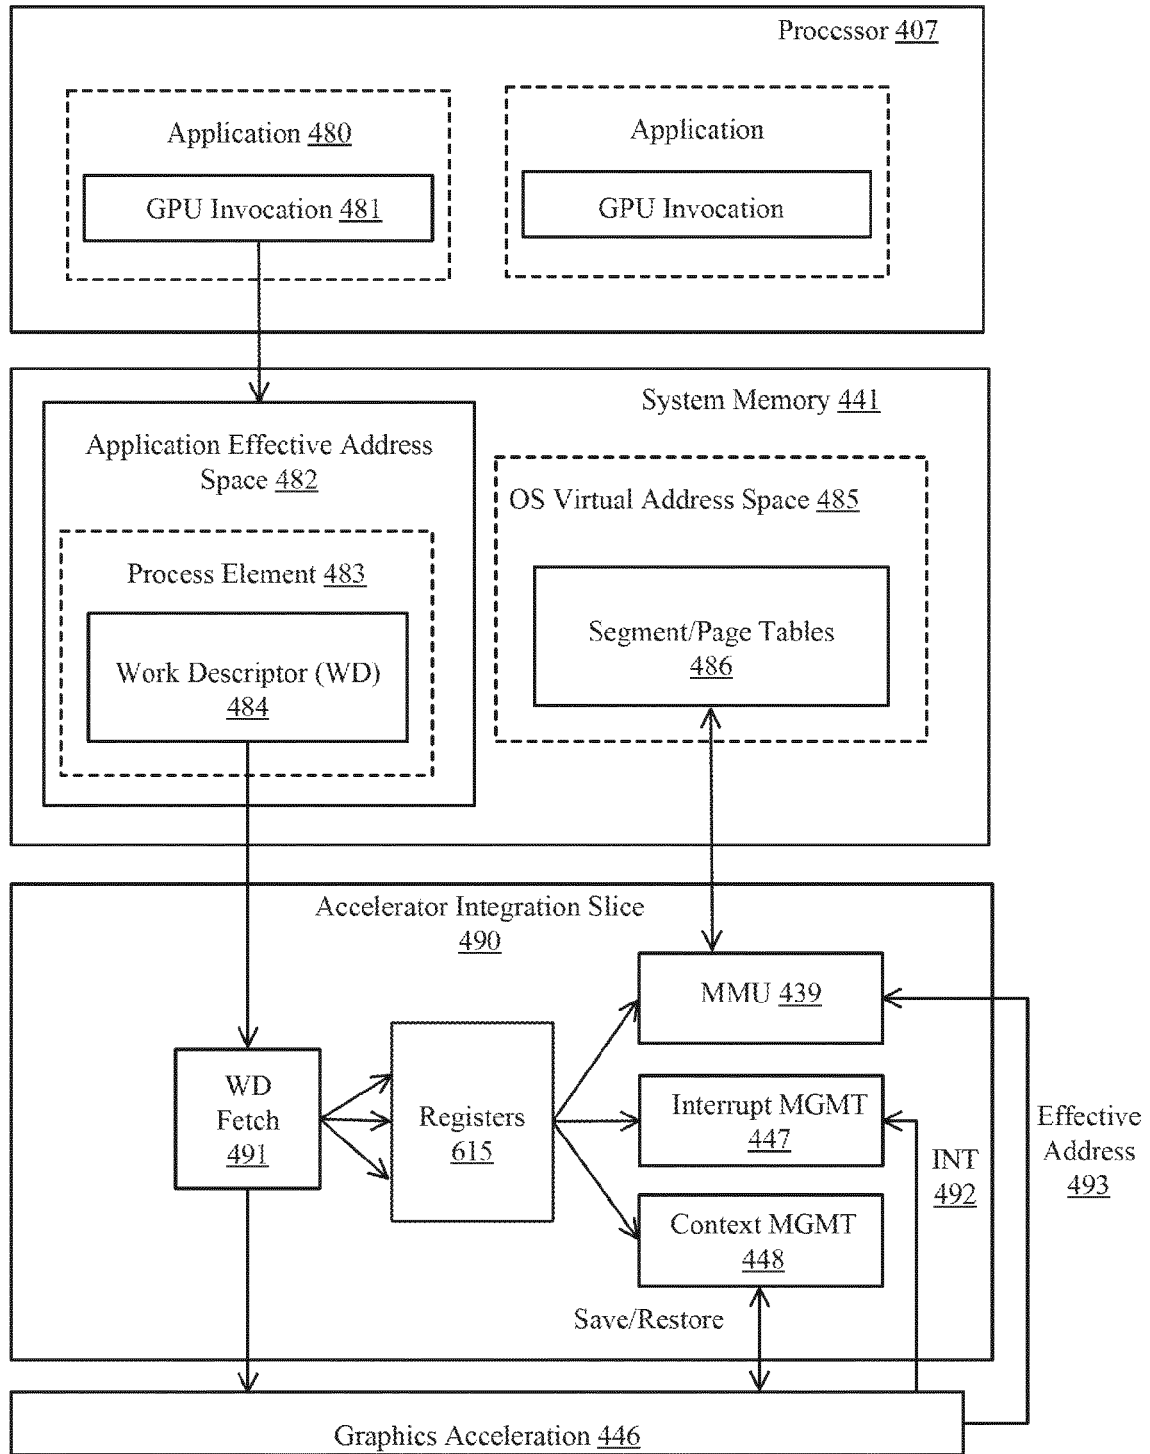 Processor 407
Application 480
GPU Invocation 481
Application
GPU Invocation
System Memory 441
Application Effective Address
Space 482
Process Element 483
Work Descriptor (WD)
484
OS Virtual Address Space 485
Segment/Page Tables
486
Accelerator Integration Slice
490
WD
Fetch
491
Registers
615
MMU 439
Interrupt MGMT
447
Context MGMT
448
Save/Restore
INT
492
Effective
Address
493
Graphics Acceleration 446